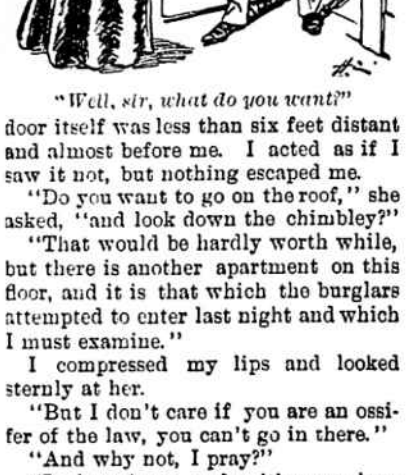 "Well, sir, what do you want?"
door itself was less than six feet distant
and almost before me. I acted as if I
saw it not, but nothing escaped me.
"Do you want to go on the roof," she
asked, "and look down the chimbley?"
"That would be hardly worth while,
but there is another apartment on this
floor, and it is that which the burglars
attempted to enter last night and which
I must examine."
I compressed my lips and looked
sternly at her.
"But I don't care if you are an ossi-
fer of the law, you can't go in there."
"And why not, I pray?"